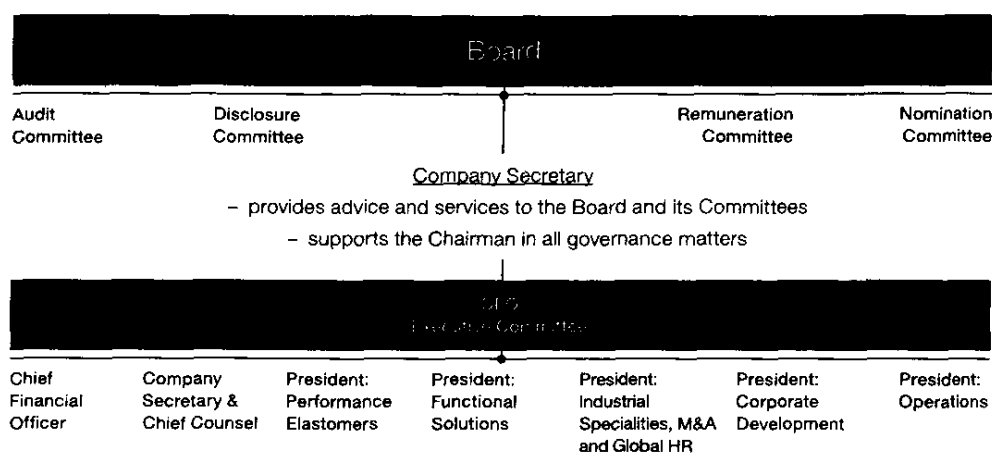 Board
Audit
Committee
Disclosure
Committee
Remuneration
Committee
Nomination
Committee
Company Secretary
– provides advice and services to the Board and its Committees
– supports the Chairman in all governance matters
CEO
Executive Committee
Chief
Financial
Officer
Company
Secretary &
Chief Counsel
President:
Performance
Elastomers
President:
Functional
Solutions
President:
Industrial
Specialities, M&A
and Global HR
President:
Corporate
Development
President:
Operations